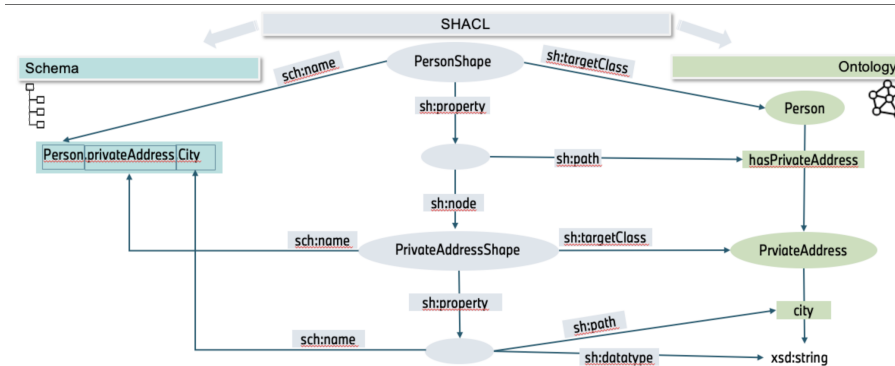 SHACL
Schema
Ontology
sch:name
PersonShape
sh:targetClass
Person
sh:property
Person.privateAddress City
sh:path
hasPrivateAddress
sh:node
sch:name
PrivateAddressShape
sh:targetClass
PrviateAddress
sh:property
city
sch:name
sh:path
sh:datatype
xsd:string